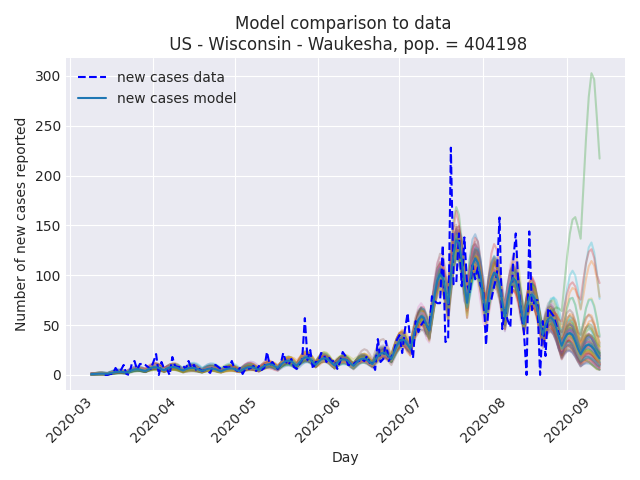 Model comparison to data
US - Wisconsin - Waukesha, pop. = 404198
new cases data
new cases model
Number of new cases reported
300
250
200
150
100
50
0
2020-03
2020-04
2020-05
2020-06
2020-07
2020-08
2020-09
Day